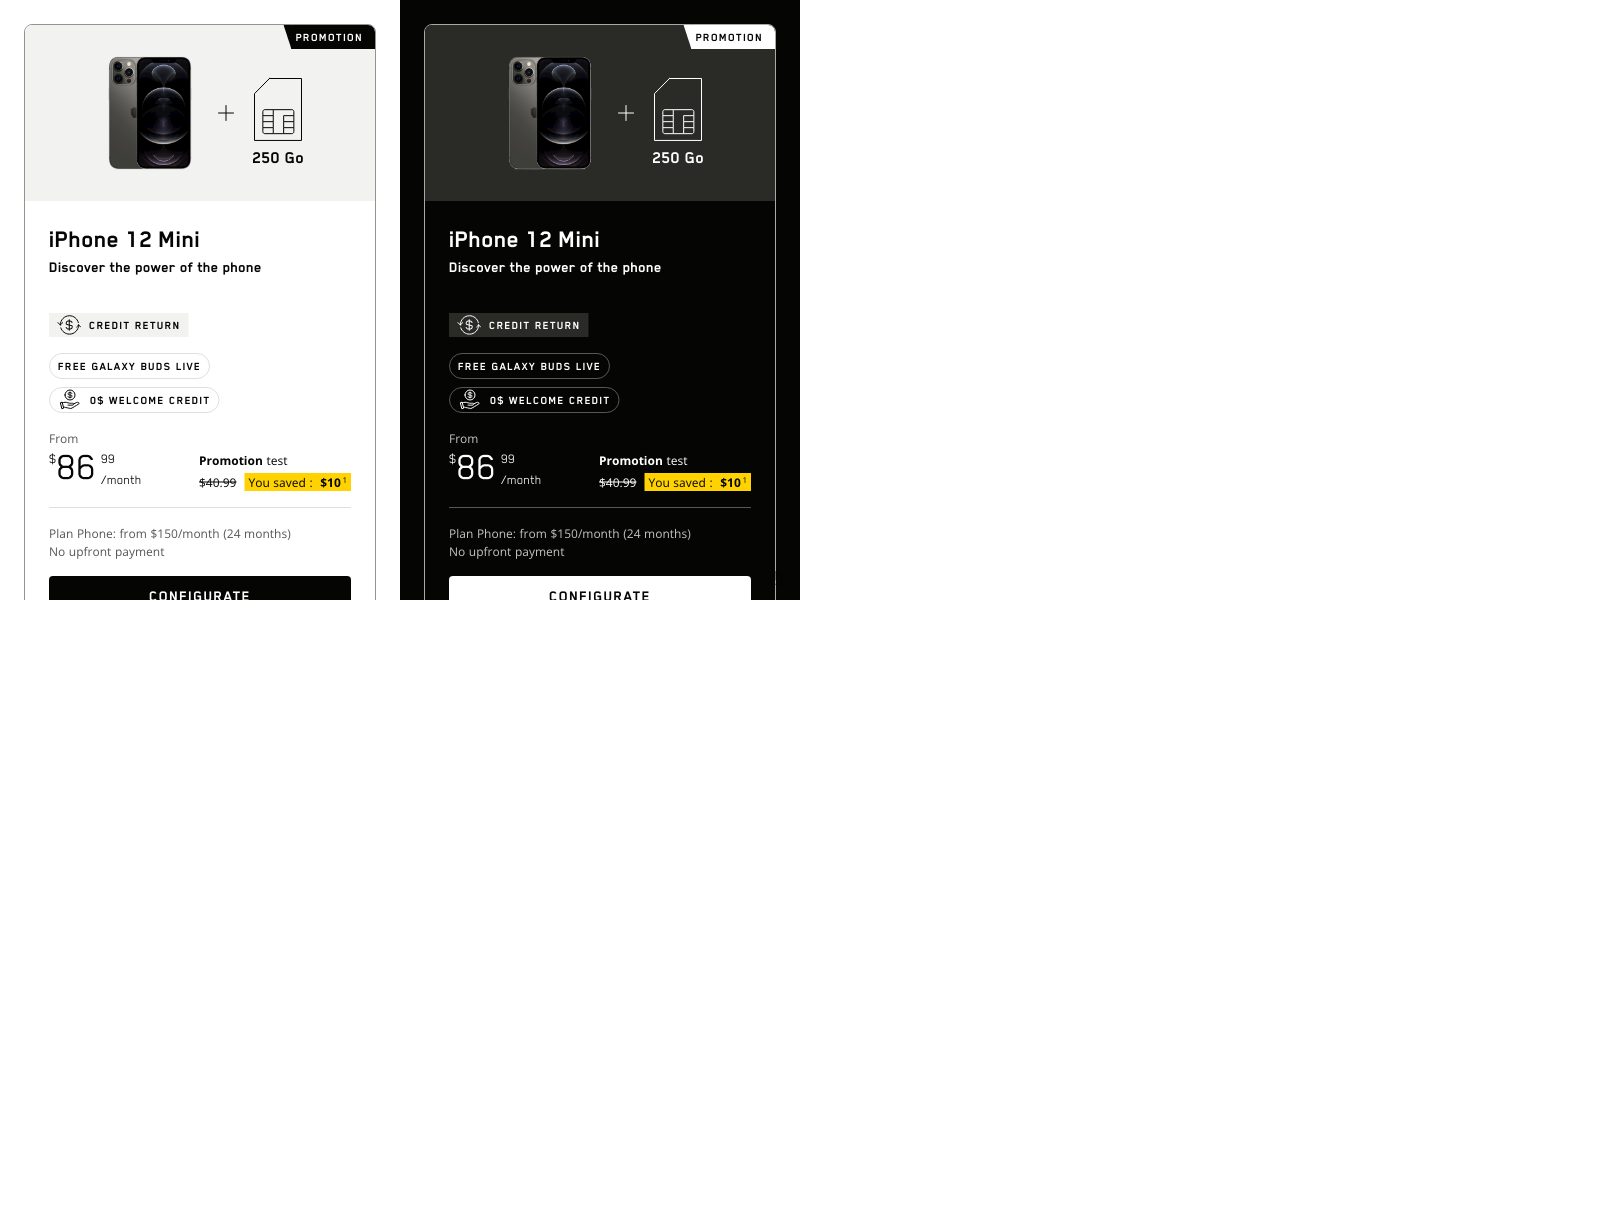 PROMOTION
250 Go
iPhone 12 Mini
Discover the power of the phone
CREDIT RETURN
FREE GALAXY BUDS LIVE
0$ WELCOME CREDIT
From
$86 99 /month
Promotion test
$40.99 You saved : $10 1
Plan Phone: from $150/month (24 months)
No upfront payment
CONFIGURATE
PROMOTION
250 Go
iPhone 12 Mini
Discover the power of the phone
CREDIT RETURN
FREE GALAXY BUDS LIVE
0$ WELCOME CREDIT
From
$86 99 /month
Promotion test
$40.99 You saved : $10 1
Plan Phone: from $150/month (24 months)
No upfront payment
CONFIGURATE